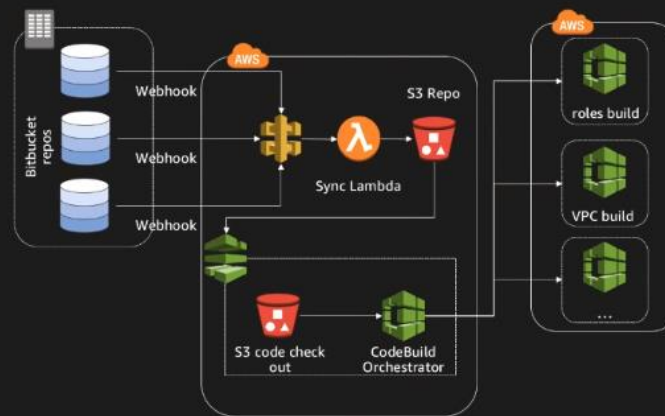 Bitbucket
repos
Webhook
Webhook
Webhook
AWS
S3 Repo
Sync Lambda
S3 code check
out
CodeBuild
Orchestrator
AWS
roles build
VPC build
...